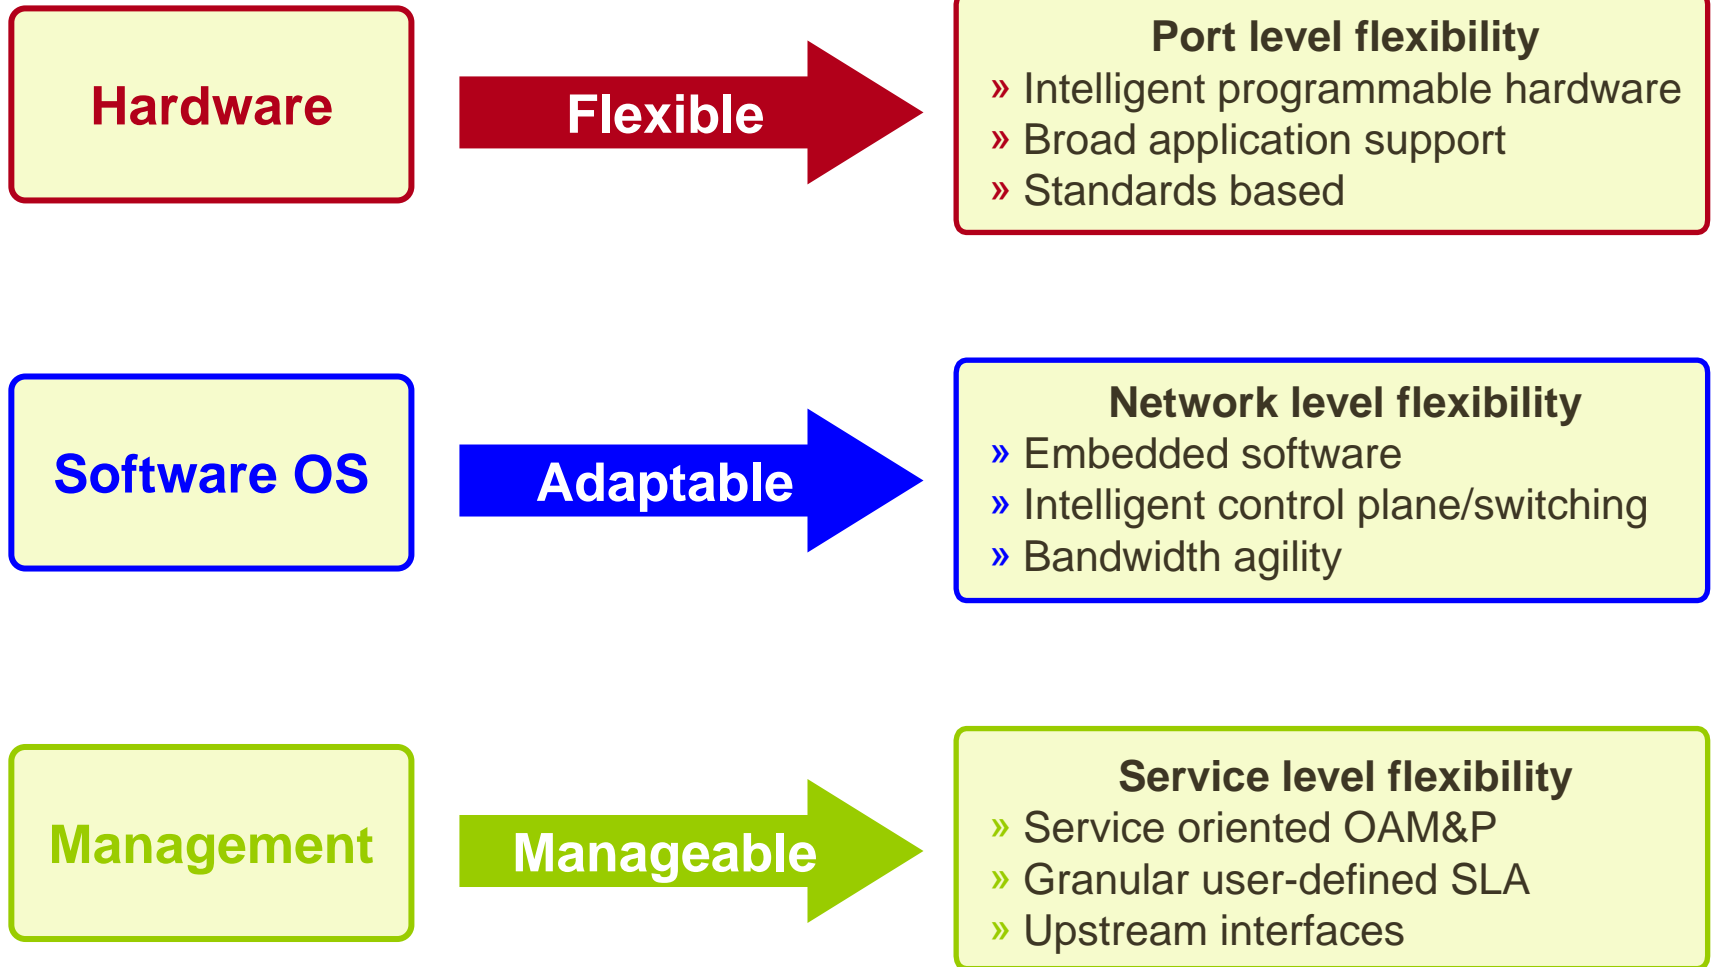 Hardware
Flexible
Port level flexibility
» Intelligent programmable hardware
» Broad application support
» Standards based
Software OS
Adaptable
Network level flexibility
» Embedded software
» Intelligent control plane/switching
» Bandwidth agility
Management
Manageable
Service level flexibility
» Service oriented OAM&P
» Granular user-defined SLA
» Upstream interfaces